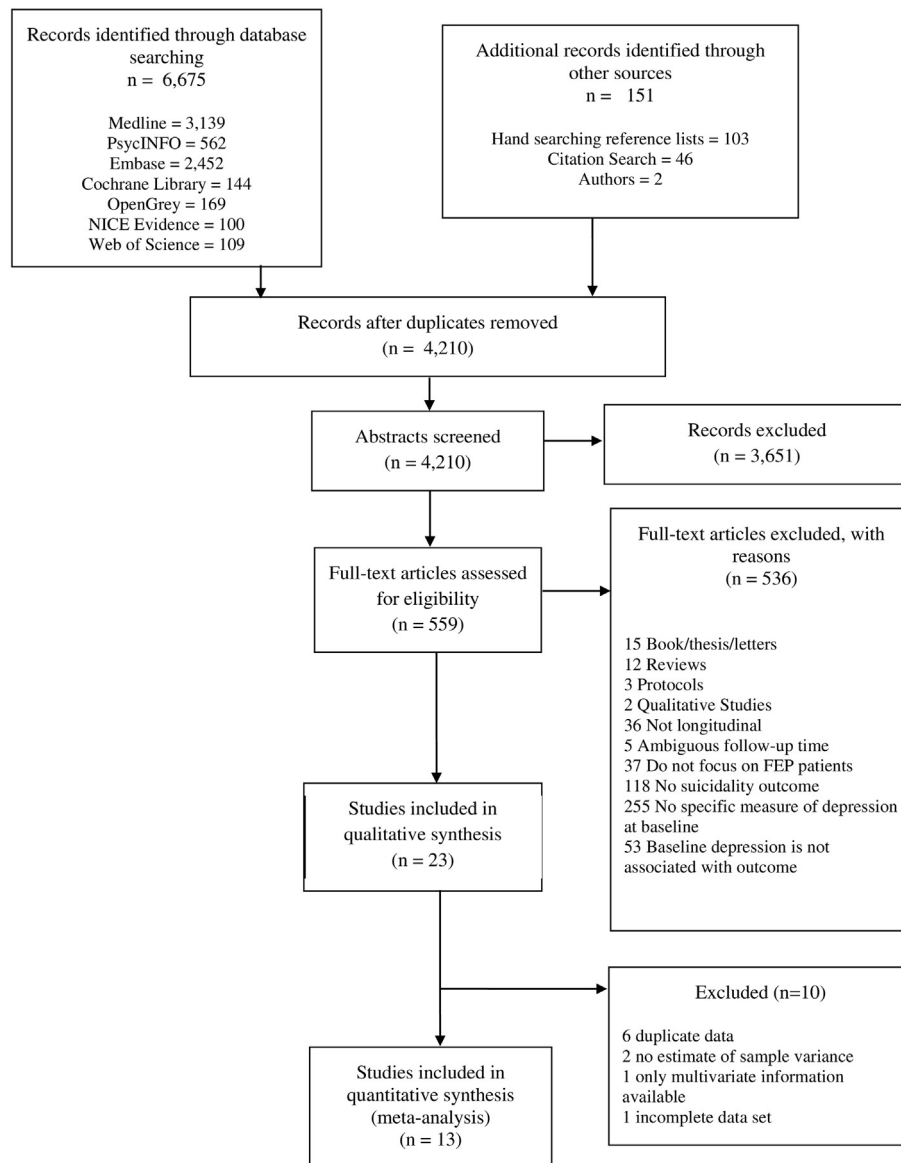 Records identified through database
searching
n = 6,675
Medline = 3,139
PsycINFO = 562
Embase = 2,452
Cochrane Library = 144
OpenGrey = 169
NICE Evidence = 100
Web of Science = 109
Additional records identified through
other sources
n = 151
Hand searching reference lists = 103
Citation Search = 46
Authors = 2
Records after duplicates removed
(n = 4,210)
Abstracts screened
(n = 4,210)
Records excluded
(n = 3,651)
Full-text articles assessed
for eligibility
(n = 559)
Full-text articles excluded, with
reasons
(n = 536)
15 Book/thesis/letters
12 Reviews
3 Protocols
2 Qualitative Studies
36 Not longitudinal
5 Ambiguous follow-up time
37 Do not focus on FEP patients
118 No suicidality outcome
255 No specific measure of depression
at baseline
53 Baseline depression is not
associated with outcome
Studies included in
qualitative synthesis
(n = 23)
Excluded (n=10)
6 duplicate data
2 no estimate of sample variance
1 only multivariate information
available
1 incomplete data set
Studies included in
quantitative synthesis
(meta-analysis)
(n = 13)